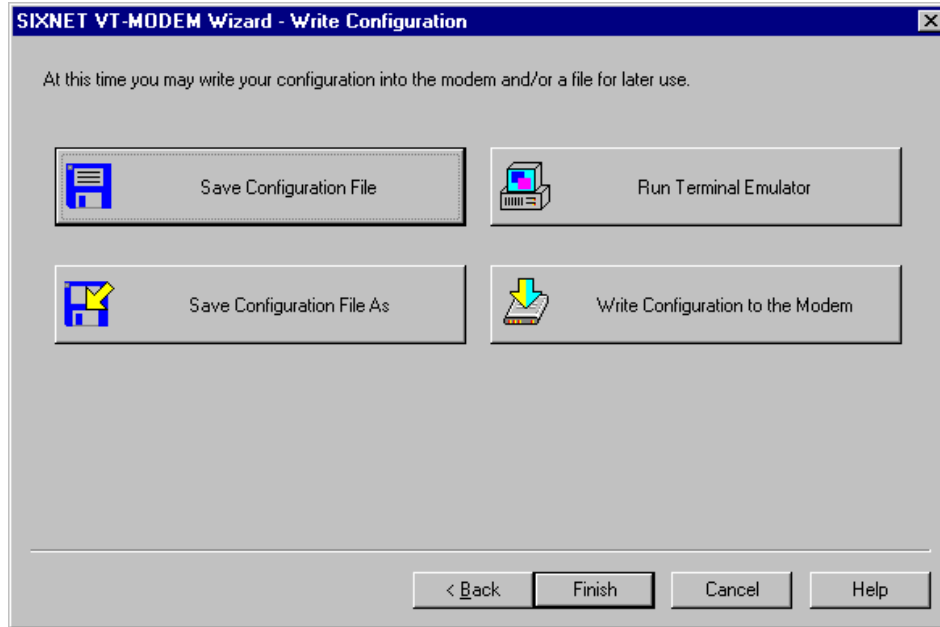 SIXNET VT-MODEM Wizard - Write Configuration
At this time you may write your configuration into the modem and/or a file for later use.
Save Configuration File
Run Terminal Emulator
Save Configuration File As
Write Configuration to the Modem
< Back
Finish
Cancel
Help